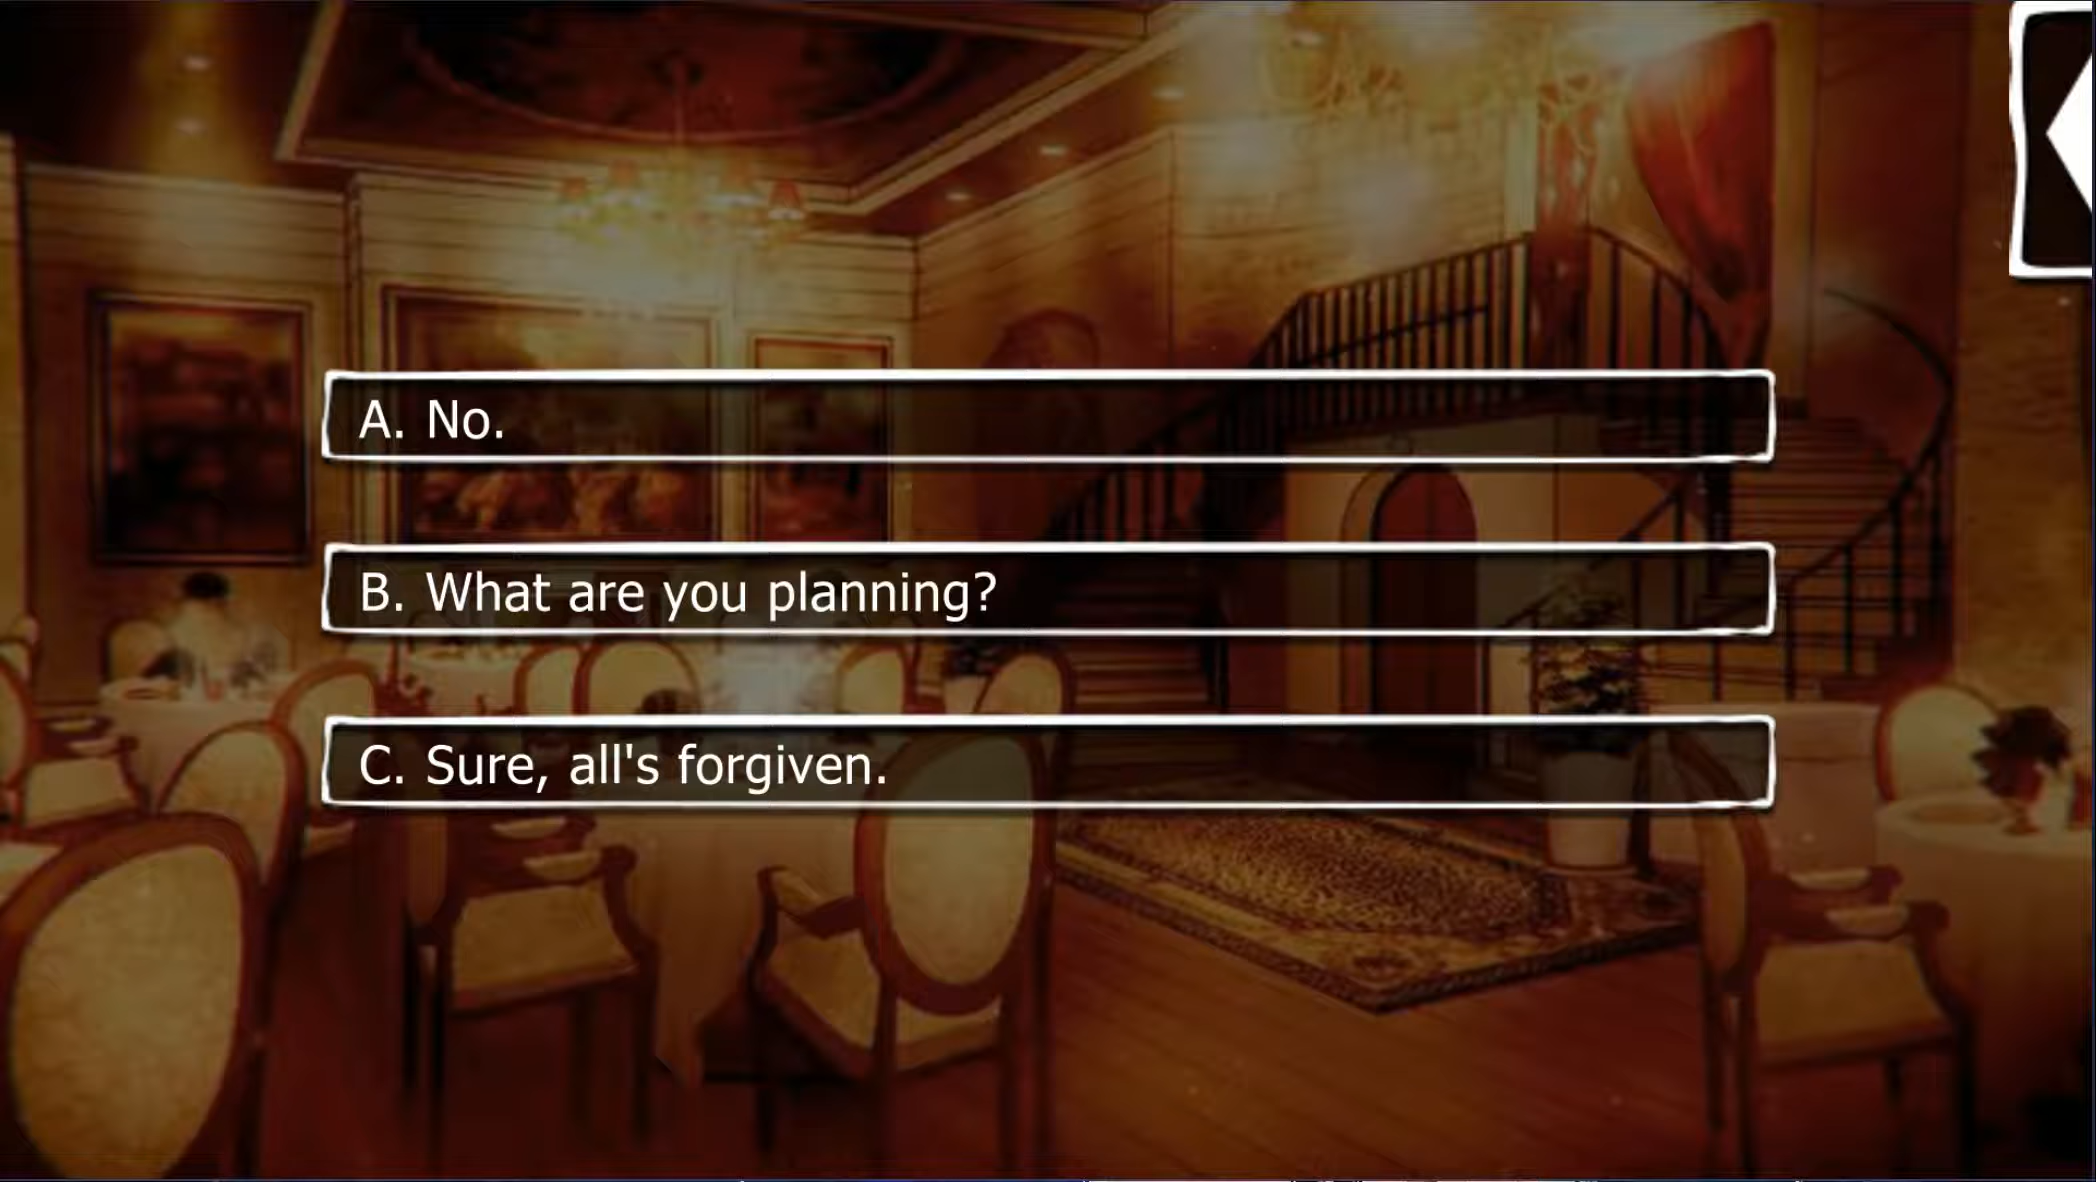 A. No.
B. What are you planning?
C. Sure, all's forgiven.